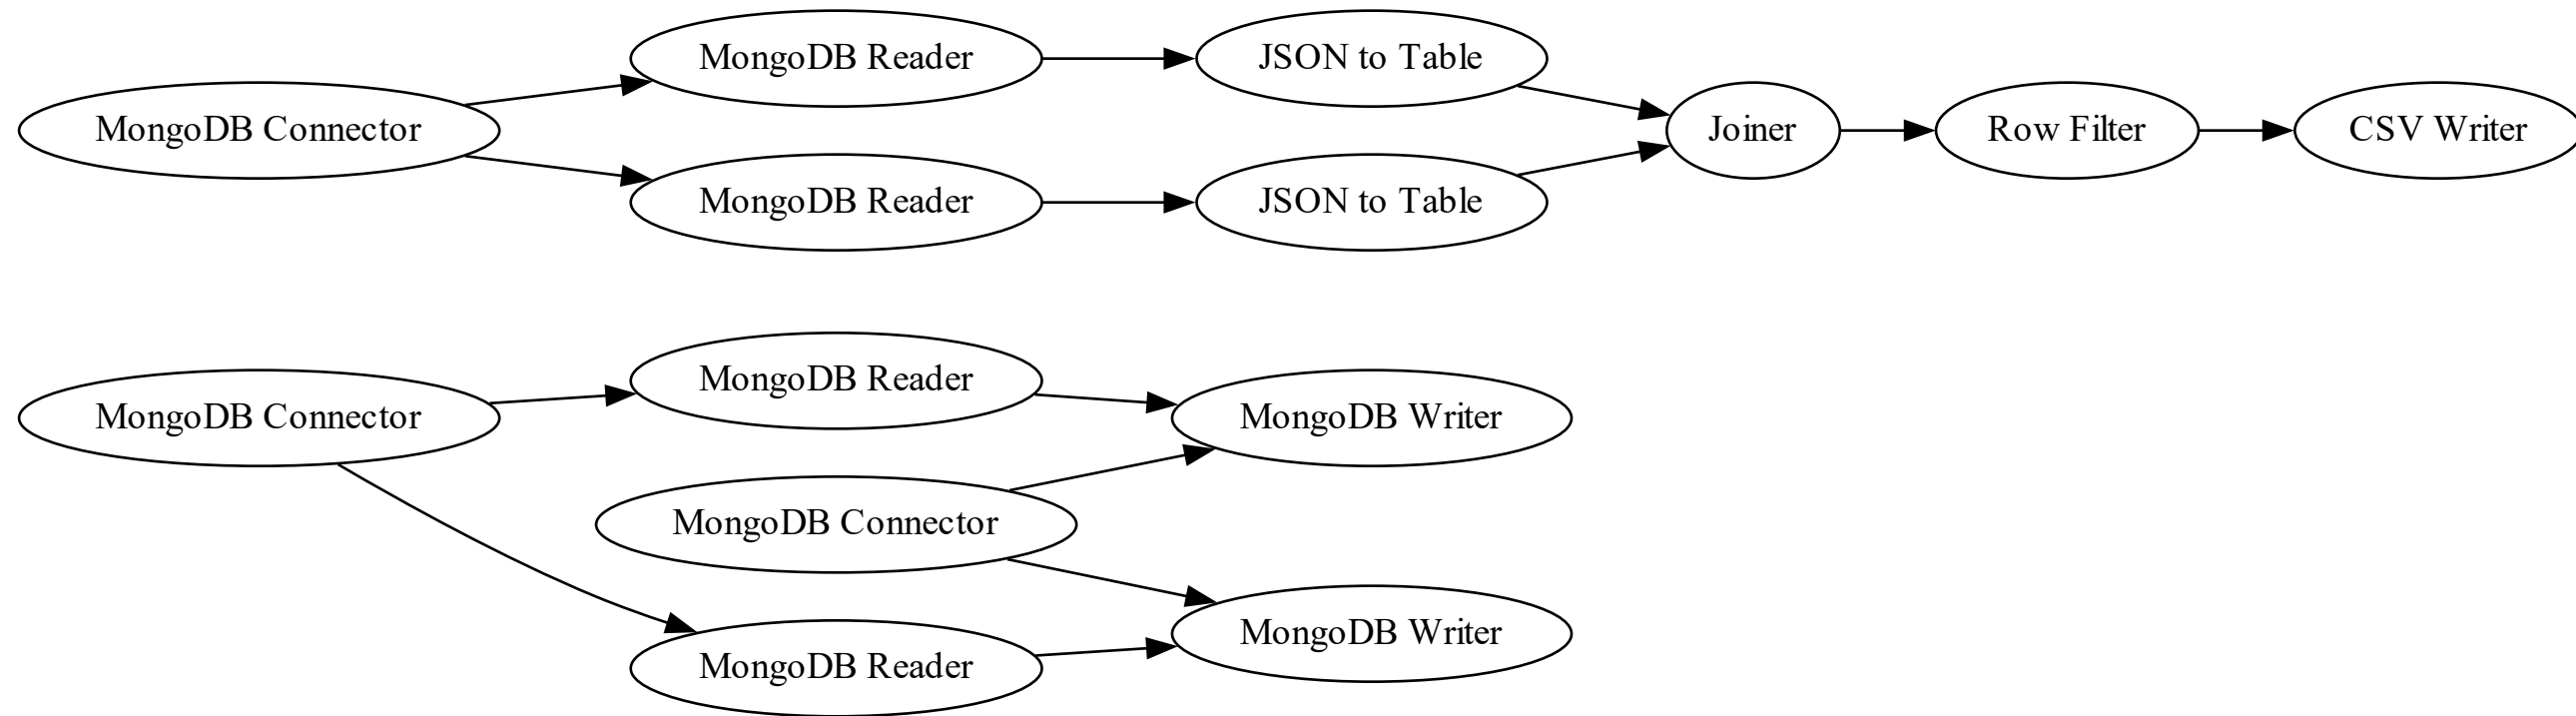 MongoDB Connector
MongoDB Reader
JSON to Table
MongoDB Reader
JSON to Table
Joiner
Row Filter
CSV Writer
MongoDB Connector
MongoDB Reader
MongoDB Writer
MongoDB Connector
MongoDB Reader
MongoDB Writer